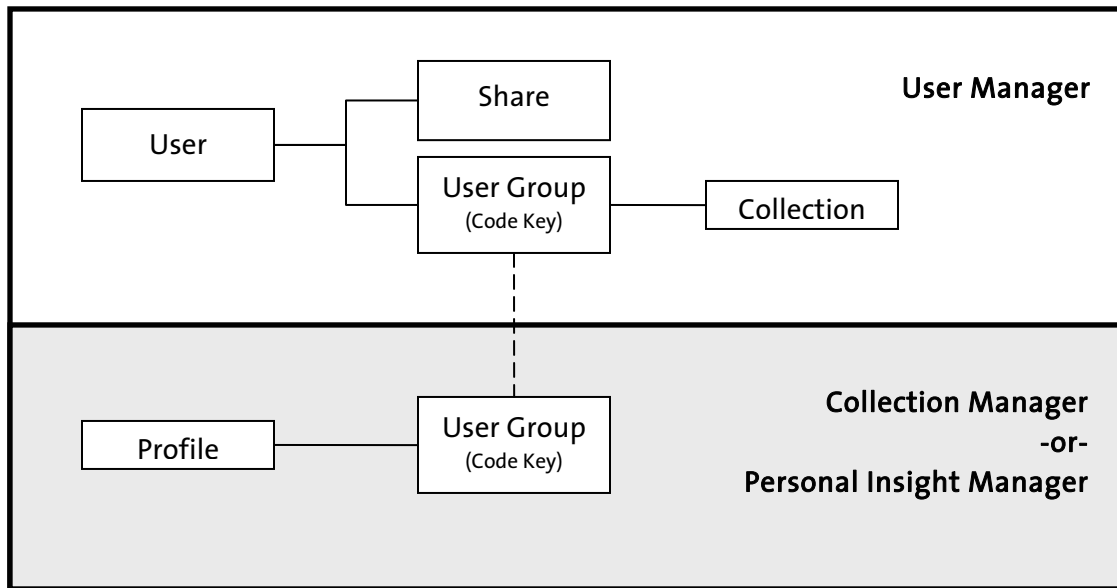 User Manager
Share
User
User Group
(Code Key)
Collection
Collection Manager
-or-
Personal Insight Manager
User Group
(Code Key)
Profile